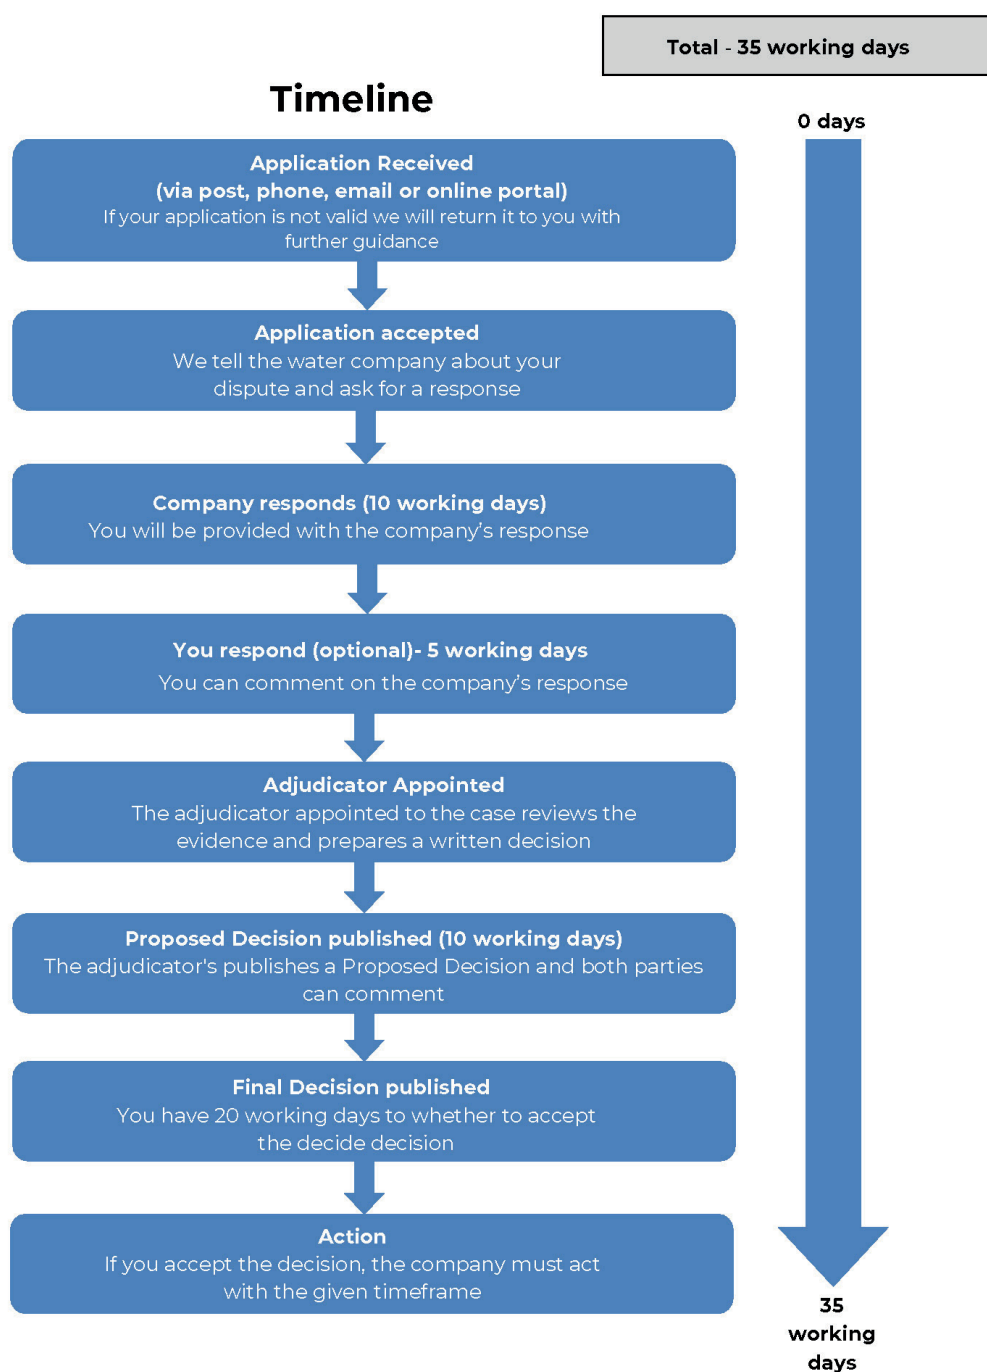 Total - 35 working days
Timeline
0 days
Application Received
(via post, phone, email or online portal)
If your application is not valid we will return it to you with
further guidance
Application accepted
We tell the water company about your
dispute and ask for a response
Company responds (10 working days)
You will be provided with the company’s response
You respond (optional)- 5 working days
You can comment on the company’s response
Adjudicator Appointed
The adjudicator appointed to the case reviews the
evidence and prepares a written decision
Proposed Decision published (10 working days)
The adjudicator's publishes a Proposed Decision and both parties
can comment
Final Decision published
You have 20 working days to whether to accept
the decide decision
Action
If you accept the decision, the company must act
with the given timeframe
35
working
days